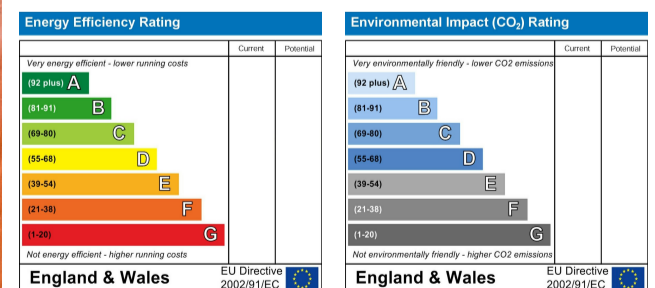 Energy Efficiency Rating
Current Potential
Very energy efficient - lower running costs
(92 plus) A
(81-91) B
(69-80) C
(55-68) D
(39-54) E
(21-38) F
(1-20) G
Not energy efficient - higher running costs
England & Wales
EU Directive
2002/91/EC
Environmental Impact (CO₂) Rating
Current Potential
Very environmentally friendly - lower CO2 emissions
(92 plus) A
(81-91) B
(69-80) C
(55-68) D
(39-54) E
(21-38) F
(1-20) G
Not environmentally friendly - higher CO2 emissions
England & Wales
EU Directive
2002/91/EC